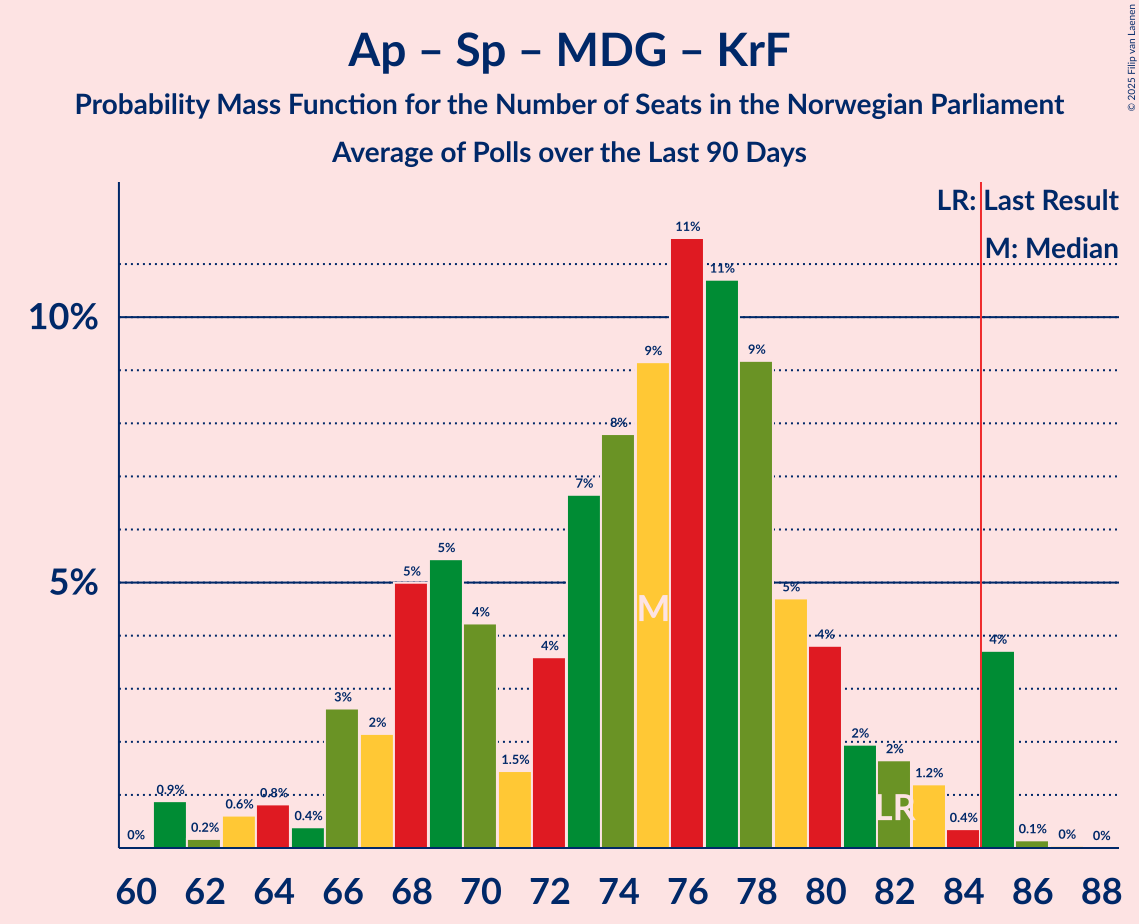 Ap – Sp – MDG – KrF
Probability Mass Function for the Number of Seats in the Norwegian Parliament
Average of Polls over the Last 90 Days
© 2025 Filip van Laenen
LR: Last Result
M: Median
10%
5%
0% 0.9% 0.2% 0.6% 0.8% 0.4% 3% 2% 5% 5% 4% 1.5% 4% 7% 8% 9% 11% 11% 9% 5% 4% 2% 2% 1.2% 0.4% 4% 0.1% 0% 0%
M
LR
60 62 64 66 68 70 72 74 76 78 80 82 84 86 88